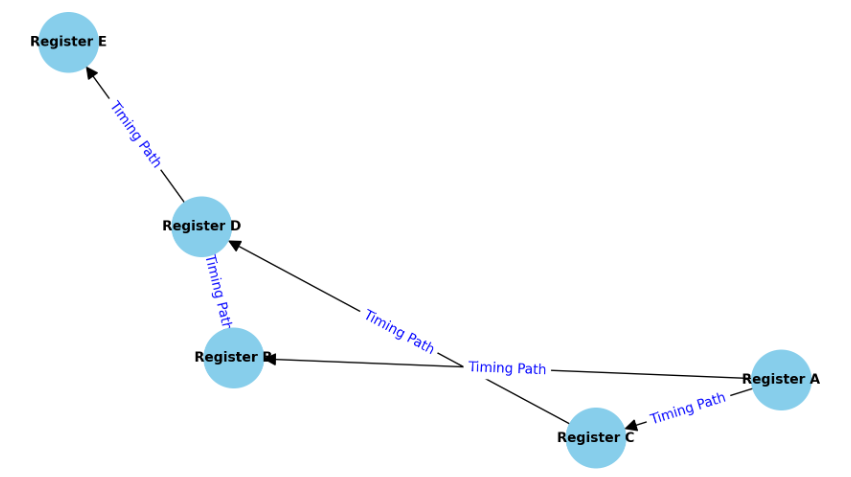 Register E
Timing Path
Register D
Timing Path
Timing Path
Register B
Timing Path
Register A
Timing Path
Register C